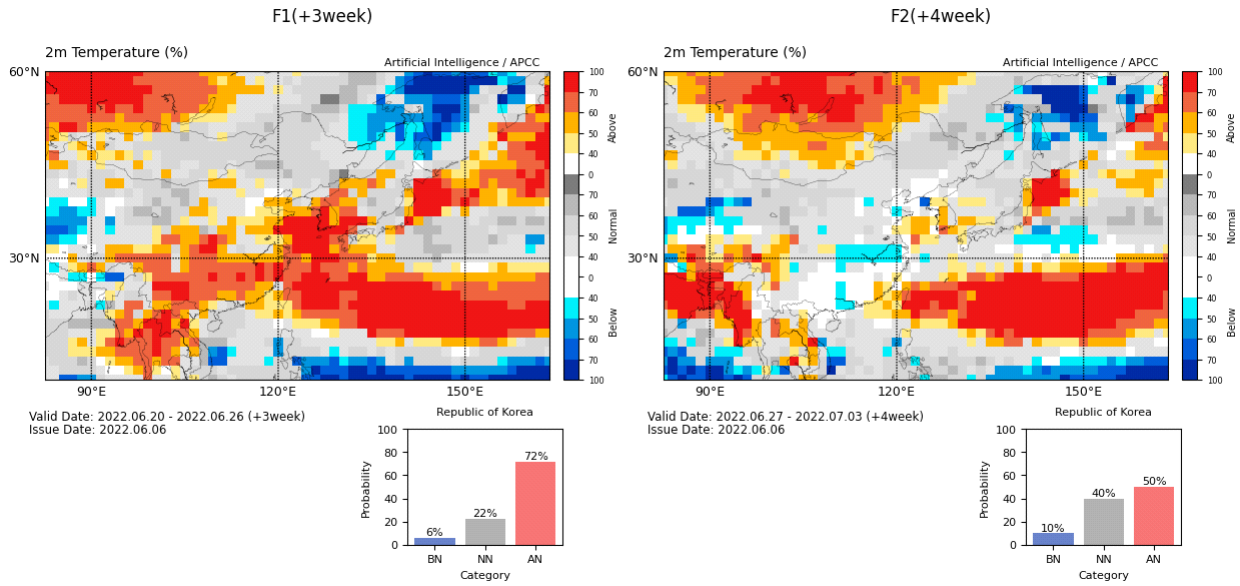 F1(+3week)
2m Temperature (%)
Artificial Intelligence / APCC
60°N
30°N
90°E
120°E
150°E
100
70
60
50
40
0
70
60
50
40
0
40
50
60
70
100
Above
Normal
Below
Valid Date: 2022.06.20 - 2022.06.26 (+3week)
Issue Date: 2022.06.06
Republic of Korea
Probability
100
80
60
40
20
0
6%
22%
72%
BN
NN
AN
Category
F2(+4week)
2m Temperature (%)
Artificial Intelligence / APCC
60°N
30°N
90°E
120°E
150°E
100
70
60
50
40
0
70
60
50
40
0
40
50
60
70
100
Above
Normal
Below
Valid Date: 2022.06.27 - 2022.07.03 (+4week)
Issue Date: 2022.06.06
Republic of Korea
Probability
100
80
60
40
20
0
10%
40%
50%
BN
NN
AN
Category